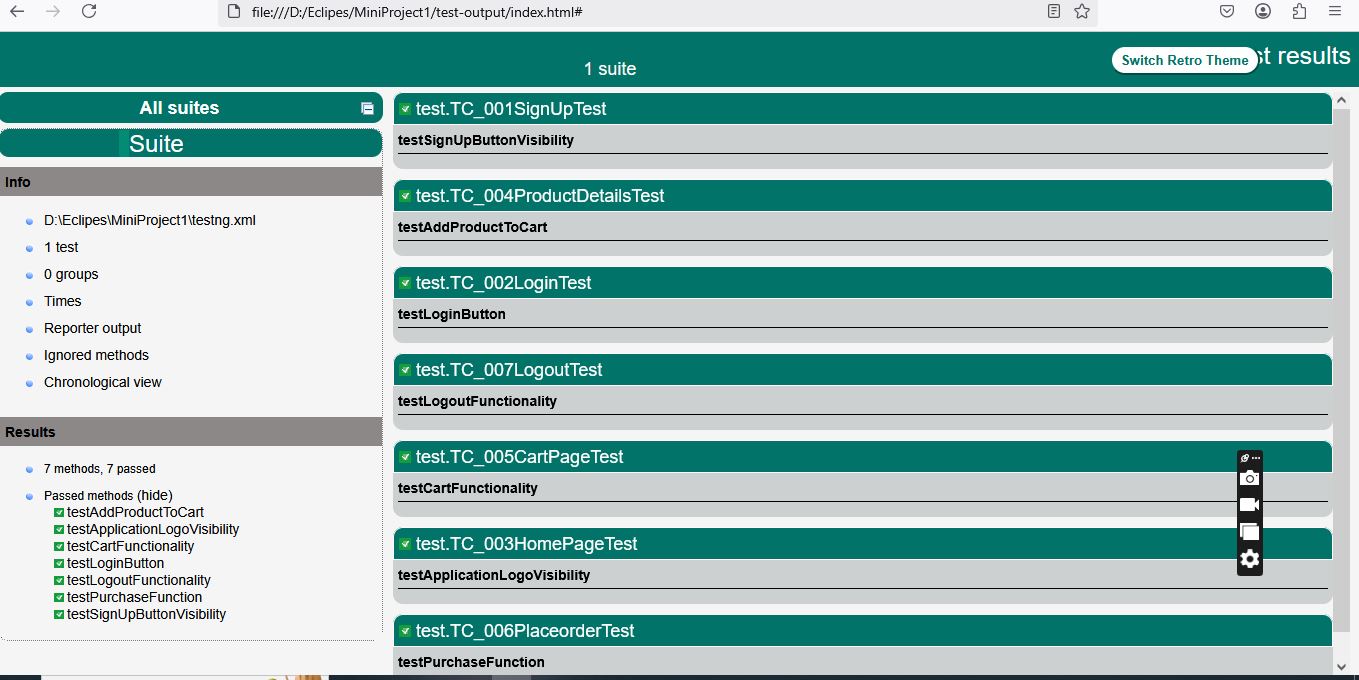 file:///D:/Eclipes/MiniProject1/test-output/index.html#
st results
Switch Retro Theme
1 suite
All suites
Suite
Info
D:\Eclipes\MiniProject1\testng.xml
1 test
0 groups
Times
Reporter output
Ignored methods
Chronological view
Results
7 methods, 7 passed
Passed methods (hide)
testAddProductToCart
testApplicationLogoVisibility
testCartFunctionality
testLoginButton
testLogoutFunctionality
testPurchaseFunction
testSignUpButtonVisibility
test.TC_001SignUpTest
testSignUpButtonVisibility
test.TC_004ProductDetailsTest
testAddProductToCart
test.TC_002LoginTest
testLoginButton
test.TC_007LogoutTest
testLogoutFunctionality
test.TC_005CartPageTest
testCartFunctionality
test.TC_003HomePageTest
testApplicationLogoVisibility
test.TC_006PlaceorderTest
testPurchaseFunction